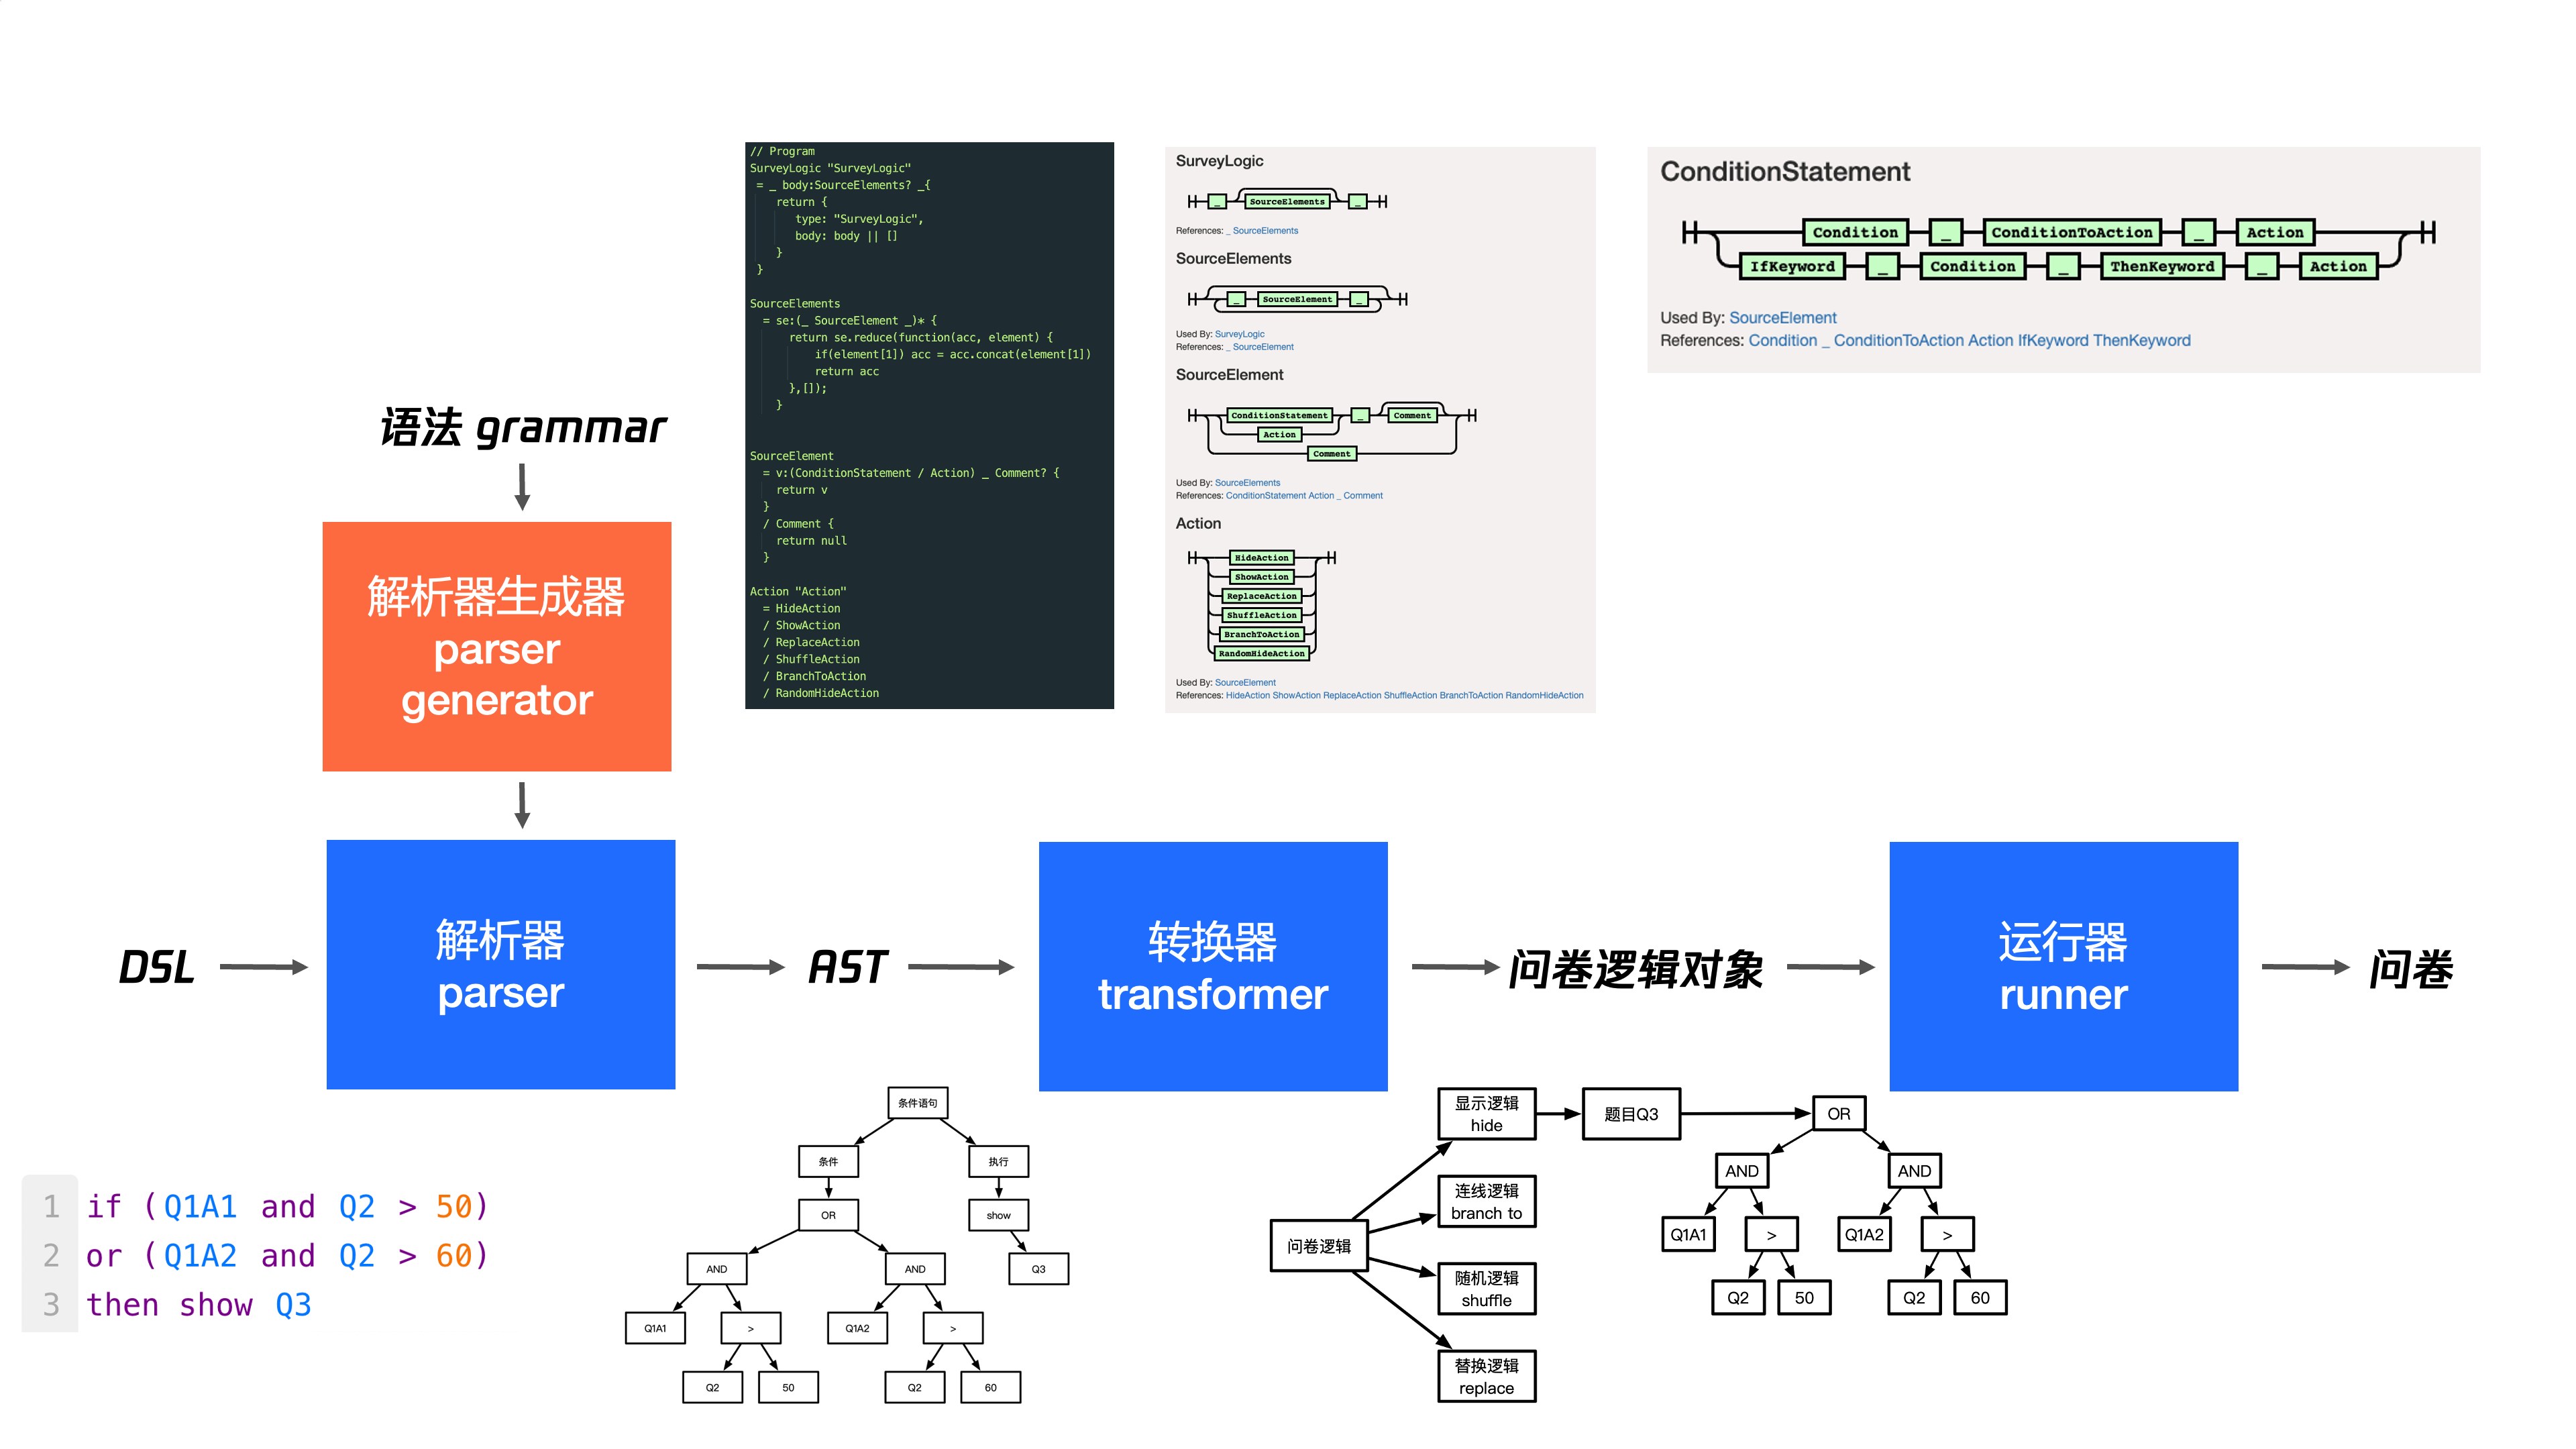 // Program
SurveyLogic "SurveyLogic"
= _ body:SourceElements? _{
return {
type: "SurveyLogic",
body: body || []
}
}
SourceElements
= se:(_ SourceElement _)* {
return se.reduce(function(acc, element) {
if(element[1]) acc = acc.concat(element[1])
return acc
},[]);
}
SourceElement
= v:(ConditionStatement / Action) _ Comment? {
return v
}
/ Comment {
return null
}
Action "Action"
= HideAction
/ ShowAction
/ ReplaceAction
/ ShuffleAction
/ BranchToAction
/ RandomHideAction
SurveyLogic
_ SourceElements _
References: _ SourceElements
SourceElements
_ SourceElement _
Used By: SurveyLogic
References: _ SourceElement
SourceElement
ConditionStatement _ Comment
Action
Comment
Used By: SourceElements
References: ConditionStatement Action _ Comment
Action
HideAction
ShowAction
ReplaceAction
ShuffleAction
BranchToAction
RandomHideAction
Used By: SourceElement
References: HideAction ShowAction ReplaceAction ShuffleAction BranchToAction RandomHideAction
ConditionStatement
Condition _ ConditionToAction _ Action
IfKeyword _ Condition _ ThenKeyword _ Action
Used By: SourceElement
References: Condition _ ConditionToAction Action IfKeyword ThenKeyword
语法 grammar
解析器生成器
parser
generator
DSL
解析器
parser
AST
转换器
transformer
问卷逻辑对象
运行器
runner
问卷
1 if (Q1A1 and Q2 > 50)
2 or (Q1A2 and Q2 > 60)
3 then show Q3
条件语句
条件
执行
OR
show
AND
AND
Q3
Q1A1
>
Q1A2
>
Q2
50
Q2
60
问卷逻辑
显示逻辑
hide
连线逻辑
branch to
随机逻辑
shuffle
替换逻辑
replace
题目Q3
OR
AND
AND
Q1A1
>
Q1A2
>
Q2
50
Q2
60